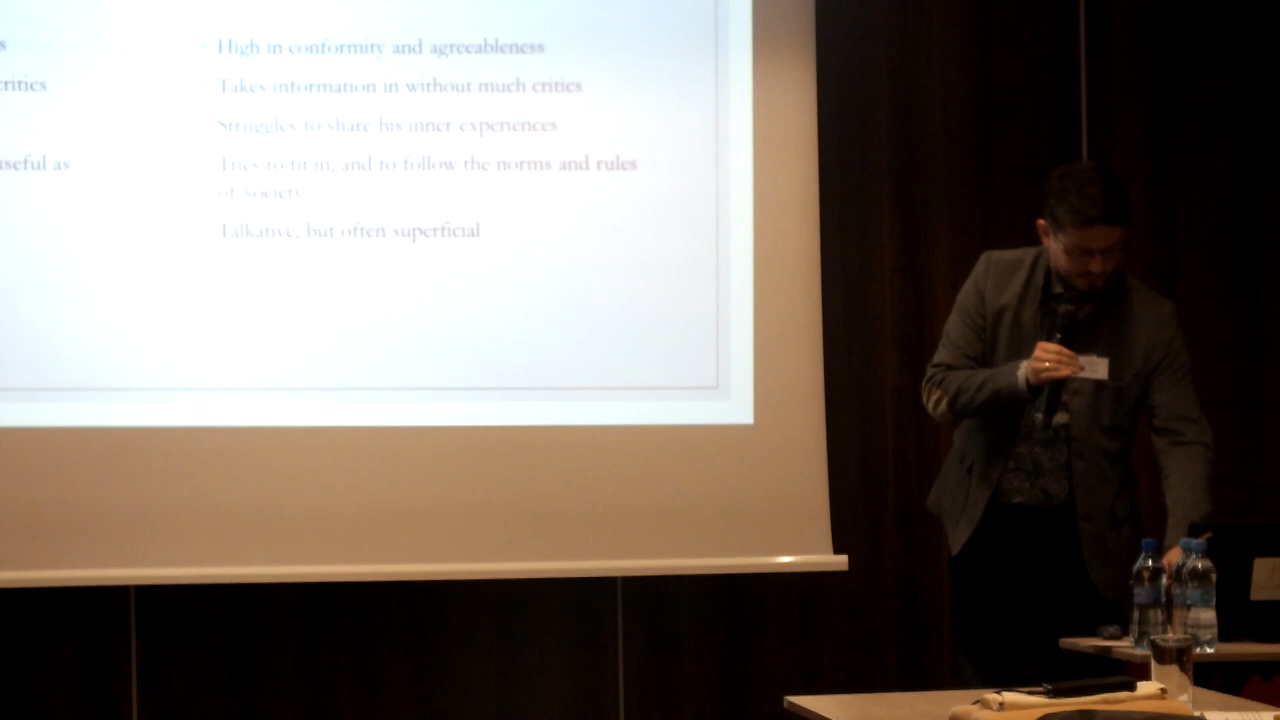 s
High in conformity and agreeableness
critics
Takes information in without much critics
Struggles to share his inner experiences
useful as
Tries to fit in, and to follow the norms and rules
of society
Talkative, but often superficial